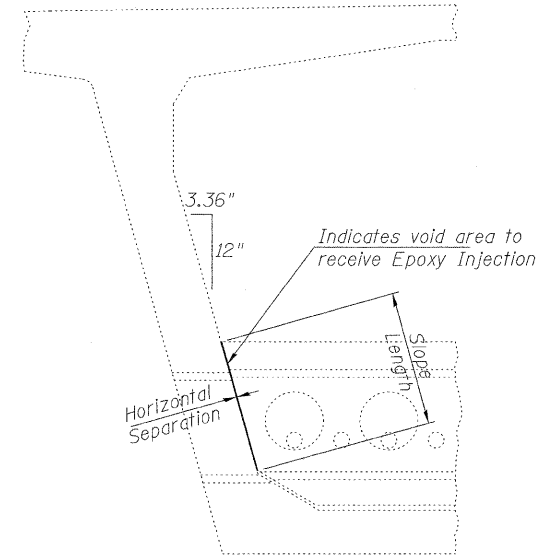 3.36"
12"
Indicates void area to
receive Epoxy Injection
Slope
Length
Horizontal
Separation